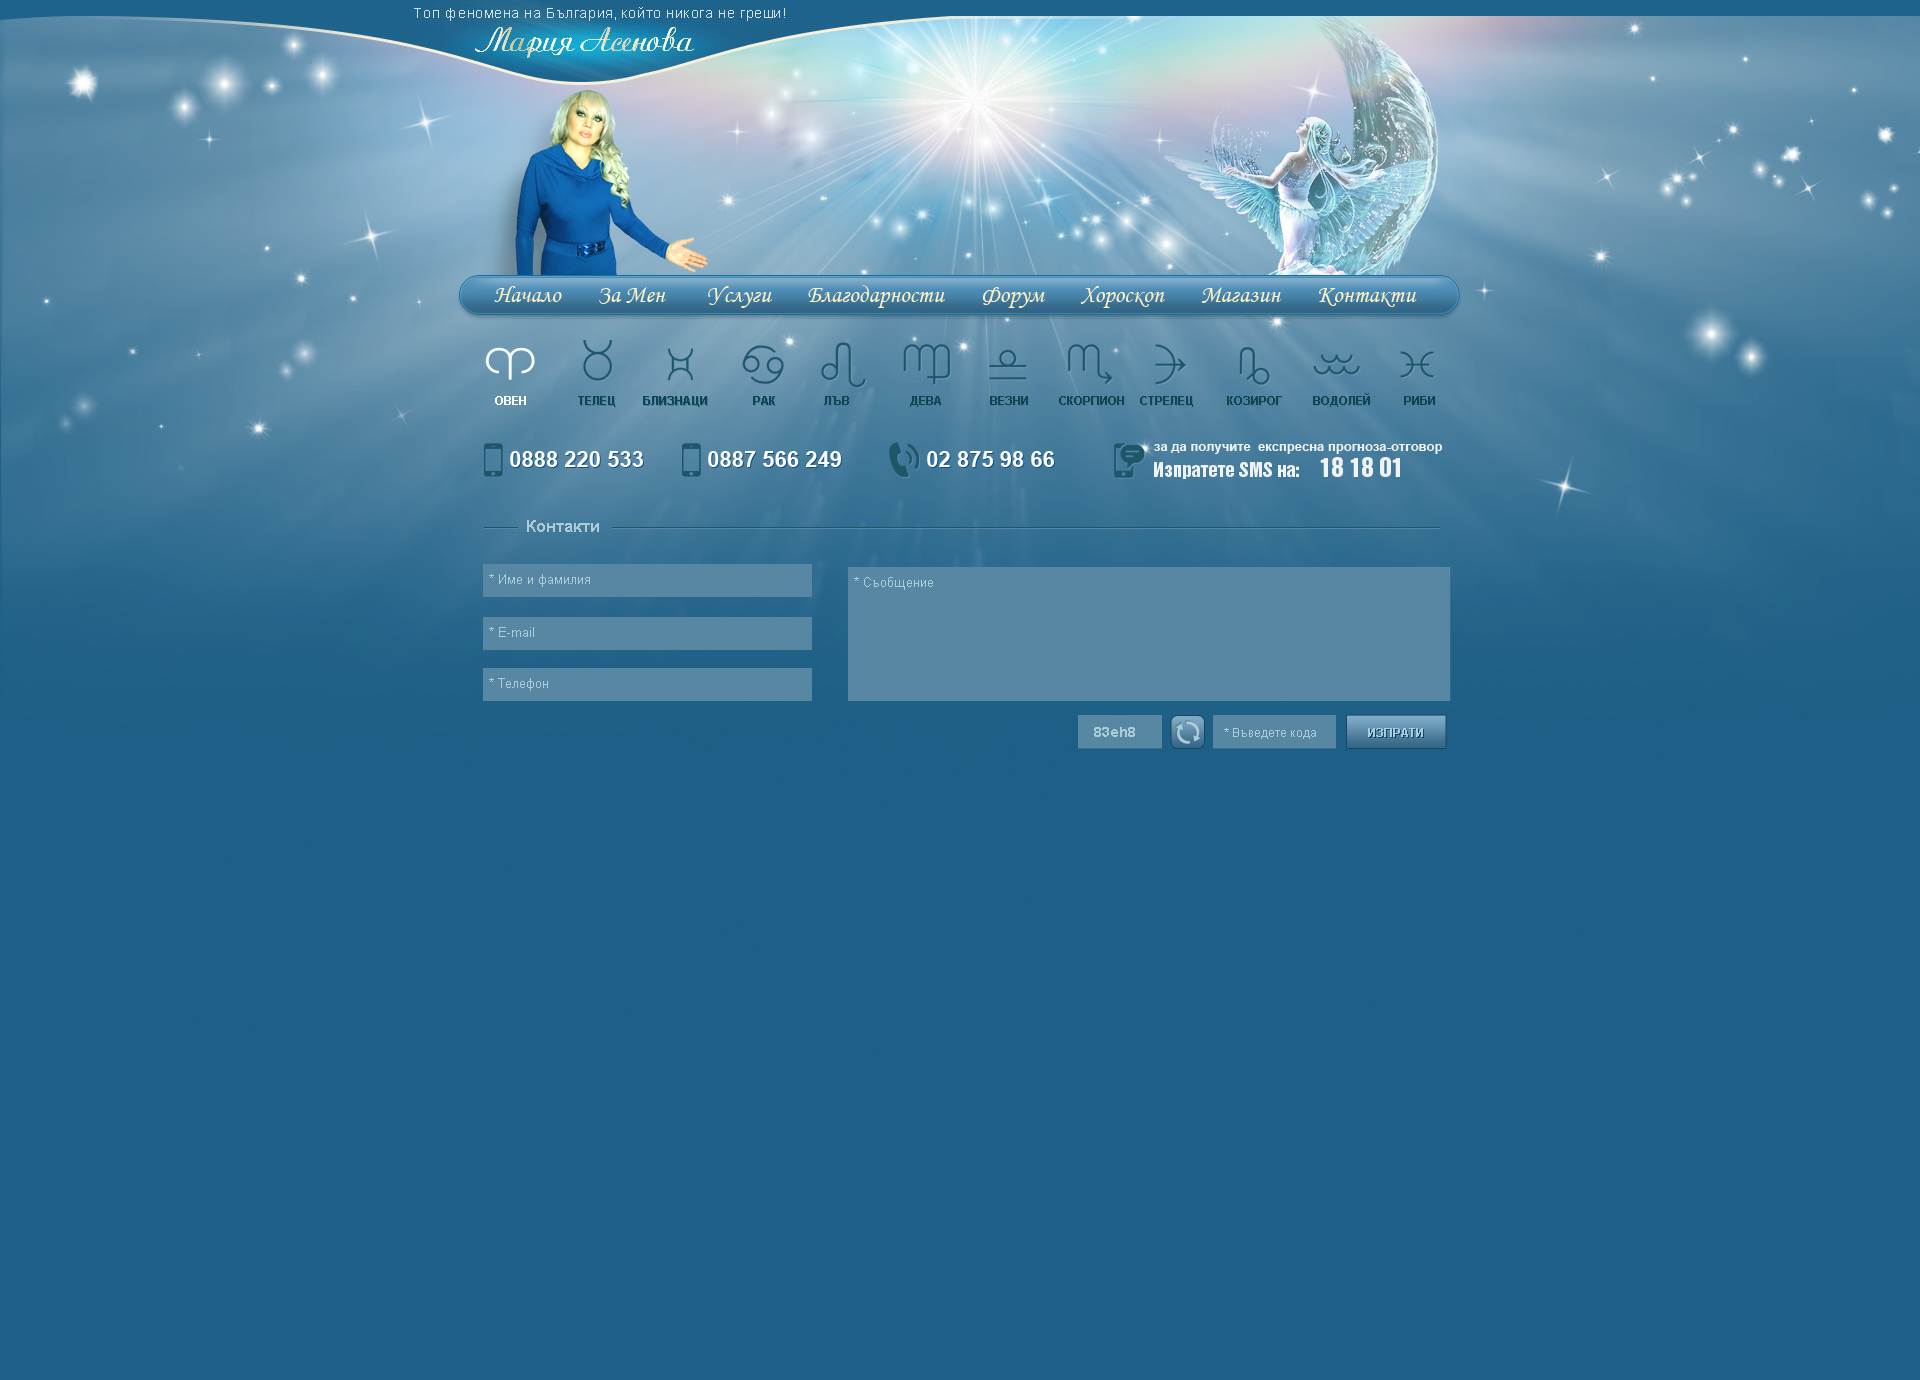 Топ феномена на България, който никога не греши!
Мария Асенова
Начало За Мен Услуги Благодарности Форум Хороскоп Магазин Контакти
ОВЕН ТЕЛЕЦ БЛИЗНАЦИ РАК ЛЪВ ДЕВА ВЕЗНИ СКОРПИОН СТРЕЛЕЦ КОЗИРОГ ВОДОЛЕЙ РИБИ
0888 220 533 0887 566 249 02 875 98 66
за да получите експресна прогноза-отговор
Изпратете SMS на: 18 18 01
Контакти
* Име и фамилия
* E-mail
* Телефон
* Съобщение
83eh8 * Въведете кода ИЗПРАТИ